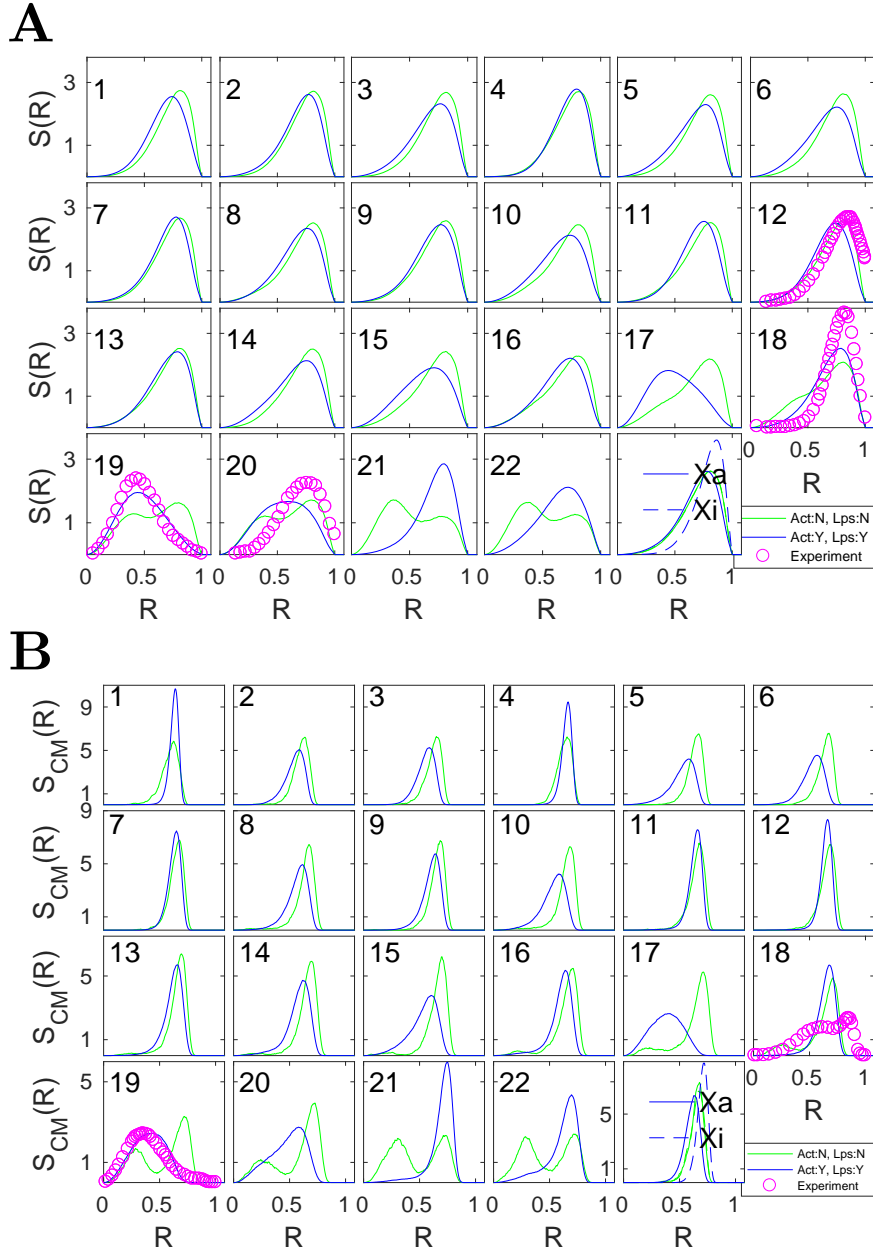 A
S(R) 3 1 1 2 3 4 5 6
S(R) 3 1 7 8 9 10 11 12
S(R) 3 1 13 14 15 16 17 18
0 0.5 1
R
S(R) 3 1 19 20 21 22 Xa Xi
0 0.5 1 0 0.5 1 0 0.5 1 0 0.5 1 0 0.5 1
R R R R R
Act:N, Lps:N
Act:Y, Lps:Y
Experiment
B
S_CM(R) 9 5 1 1 2 3 4 5 6
S_CM(R) 9 5 1 7 8 9 10 11 12
S_CM(R) 5 1 13 14 15 16 17 18
0 0.5 1
R
S_CM(R) 5 1 19 20 21 22 5 1 Xa Xi
0 0.5 1 0 0.5 1 0 0.5 1 0 0.5 1 0 0.5 1
R R R R R
Act:N, Lps:N
Act:Y, Lps:Y
Experiment